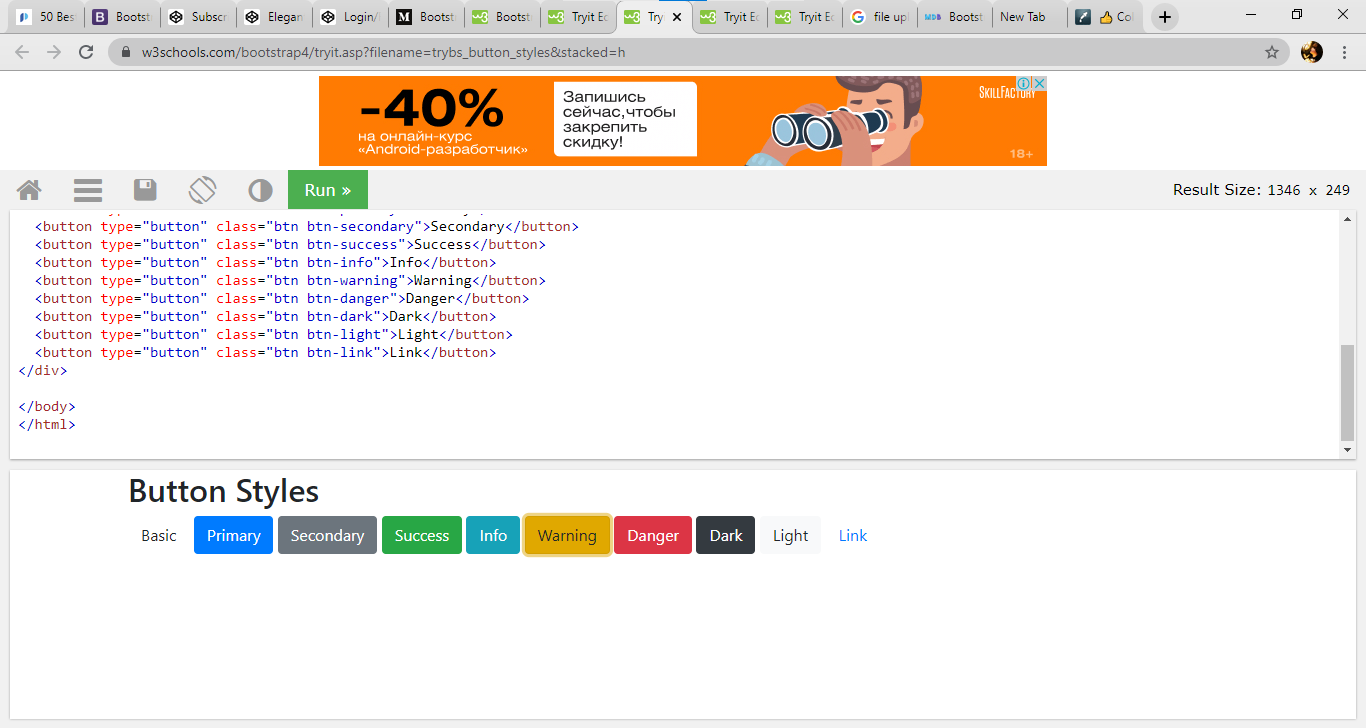 50 Bes
Bootst
Subscr
Elegan
Login/
Bootst
Bootst
Tryit Ec
Try
Tryit Ec
Tryit Ec
file upl
Bootst
New Tab
Co
w3schools.com/bootstrap4/tryit.asp?filename=trybs_button_styles&stacked=h
-40%
на онлайн-курс
«Android-разработчик»
Запишись
сейчас,чтобы
закрепить
скидку!
SKILLFACTORY
18+
Run »
Result Size: 1346 x 249
<button type="button" class="btn btn-secondary">Secondary</button>
<button type="button" class="btn btn-success">Success</button>
<button type="button" class="btn btn-info">Info</button>
<button type="button" class="btn btn-warning">Warning</button>
<button type="button" class="btn btn-danger">Danger</button>
<button type="button" class="btn btn-dark">Dark</button>
<button type="button" class="btn btn-light">Light</button>
<button type="button" class="btn btn-link">Link</button>
</div>
</body>
</html>
Button Styles
Basic Primary Secondary Success Info Warning Danger Dark Light Link